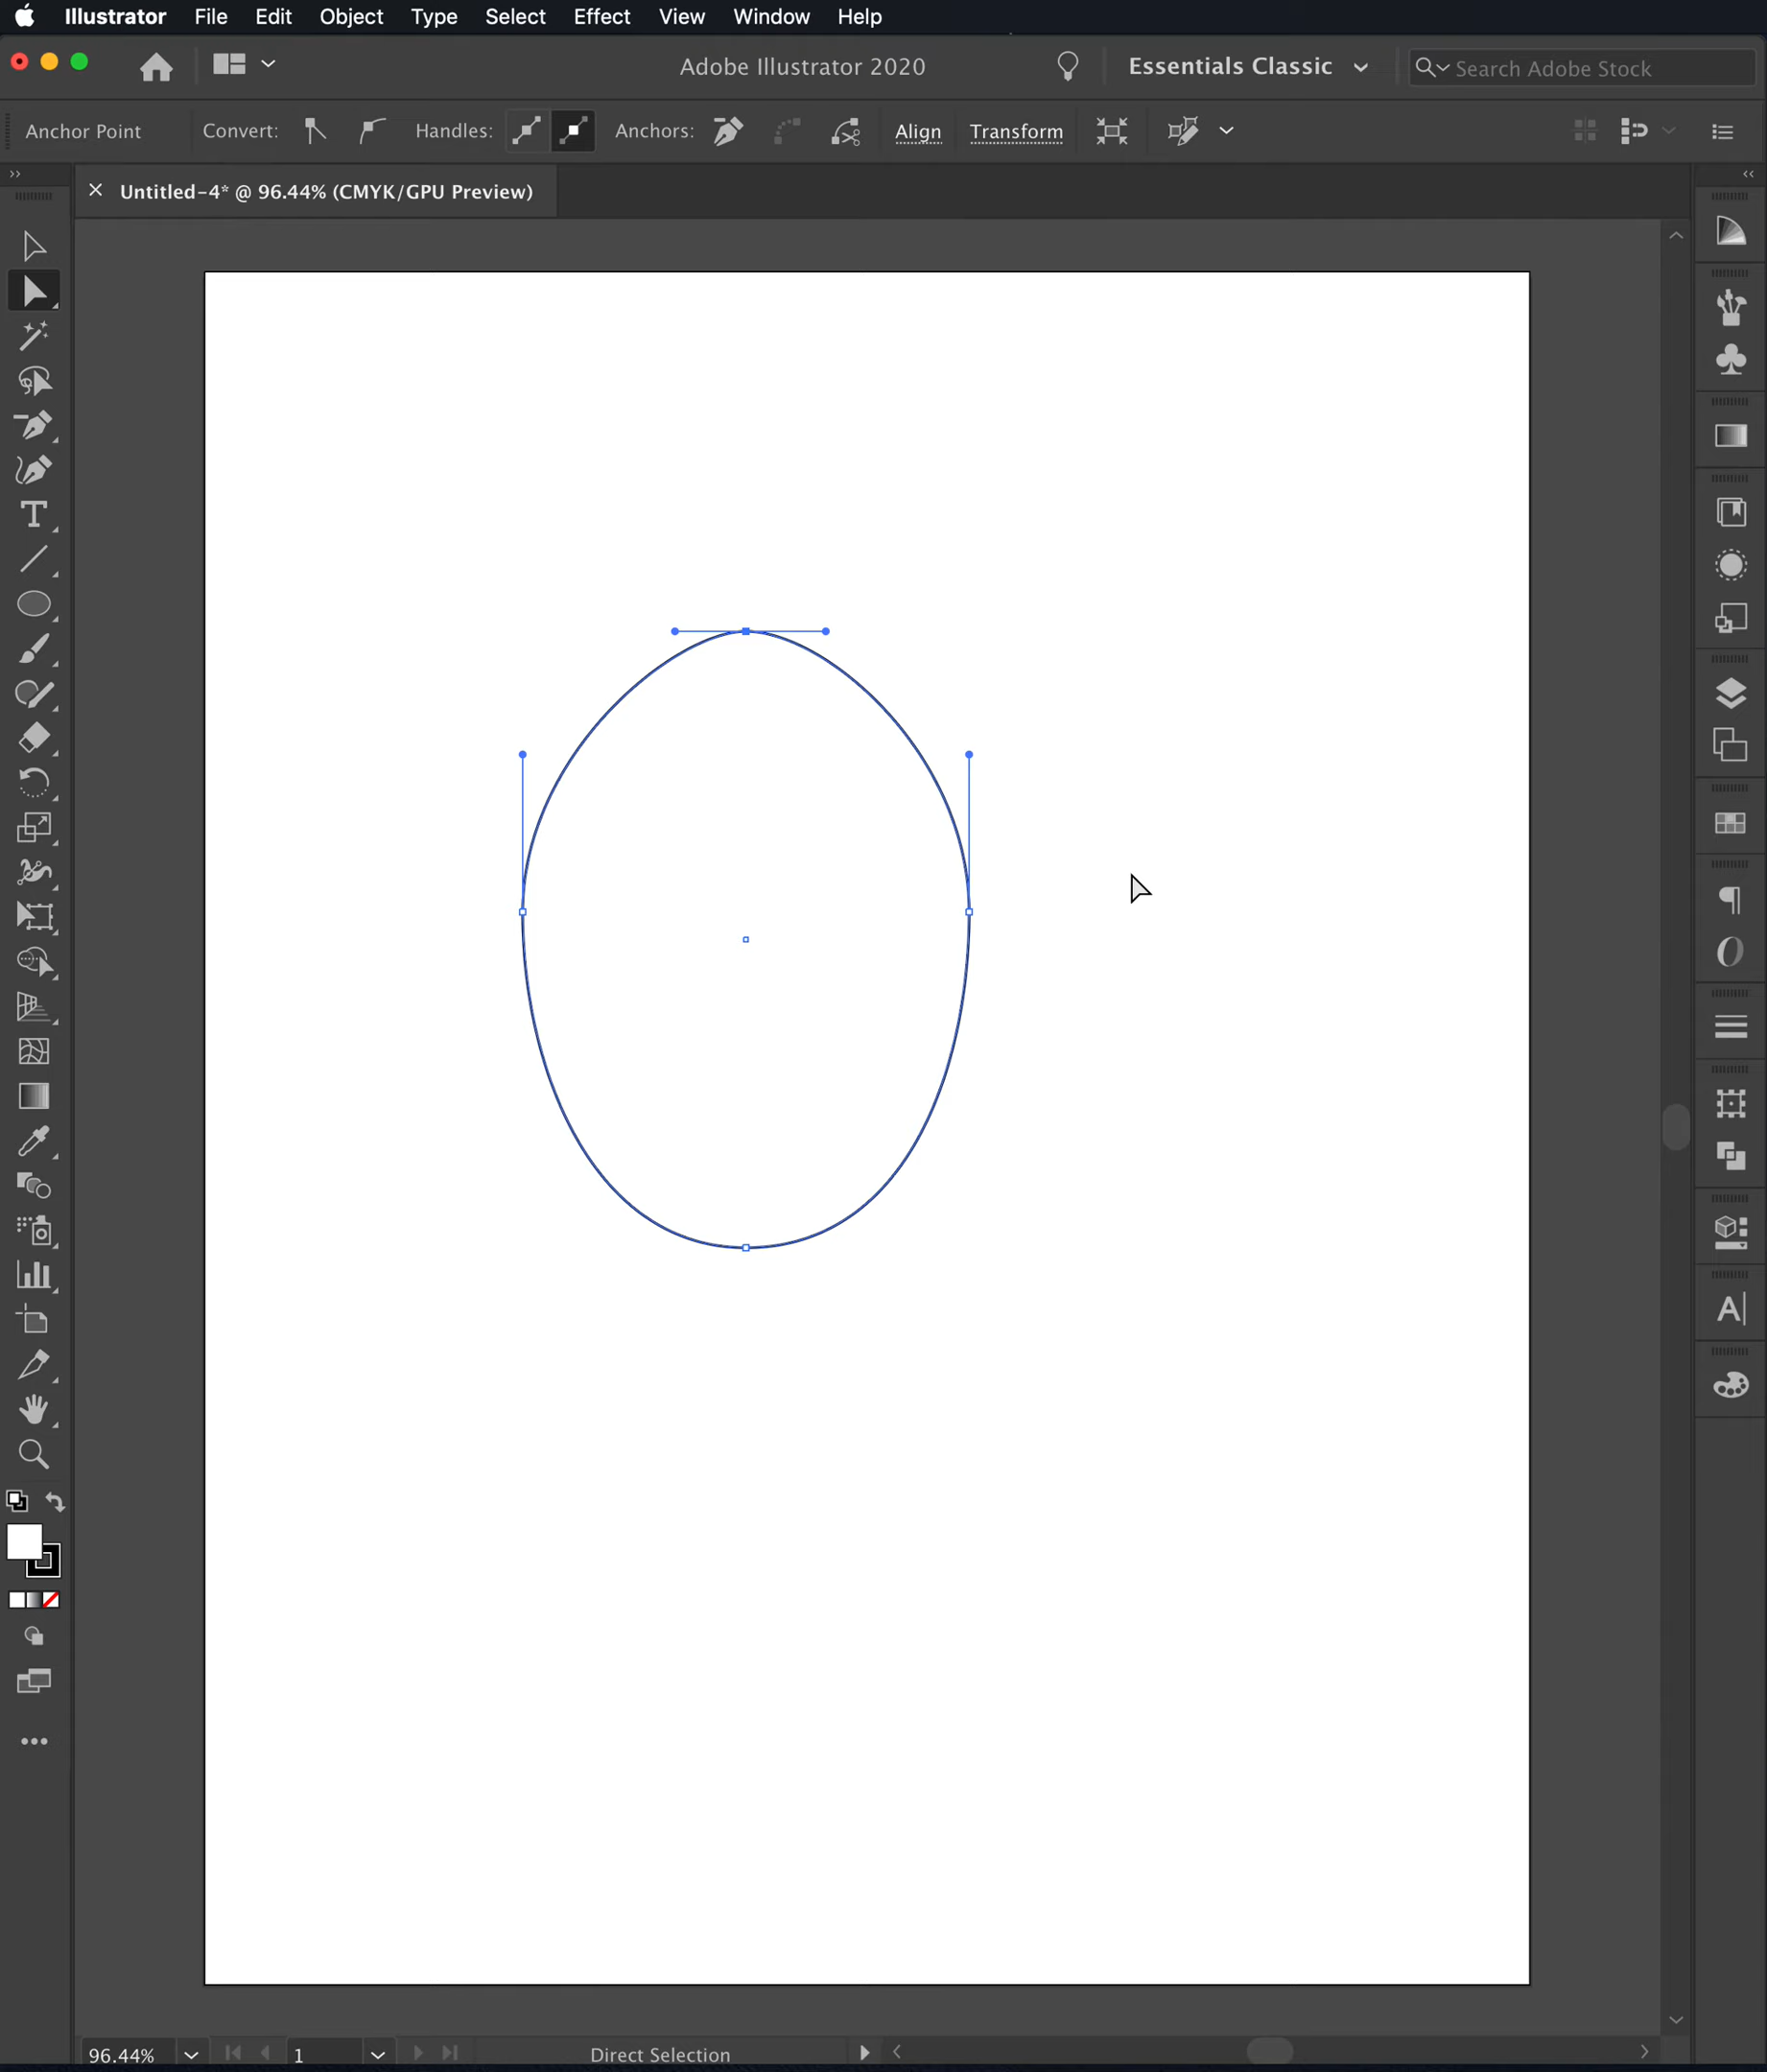 Illustrator File Edit Object Type Select Effect View Window Help
Adobe Illustrator 2020 Essentials Classic Search Adobe Stock
Anchor Point Convert: Handles: Anchors: Align Transform
× Untitled-4* @ 96.44% (CMYK/GPU Preview)
96.44% 1 Direct Selection